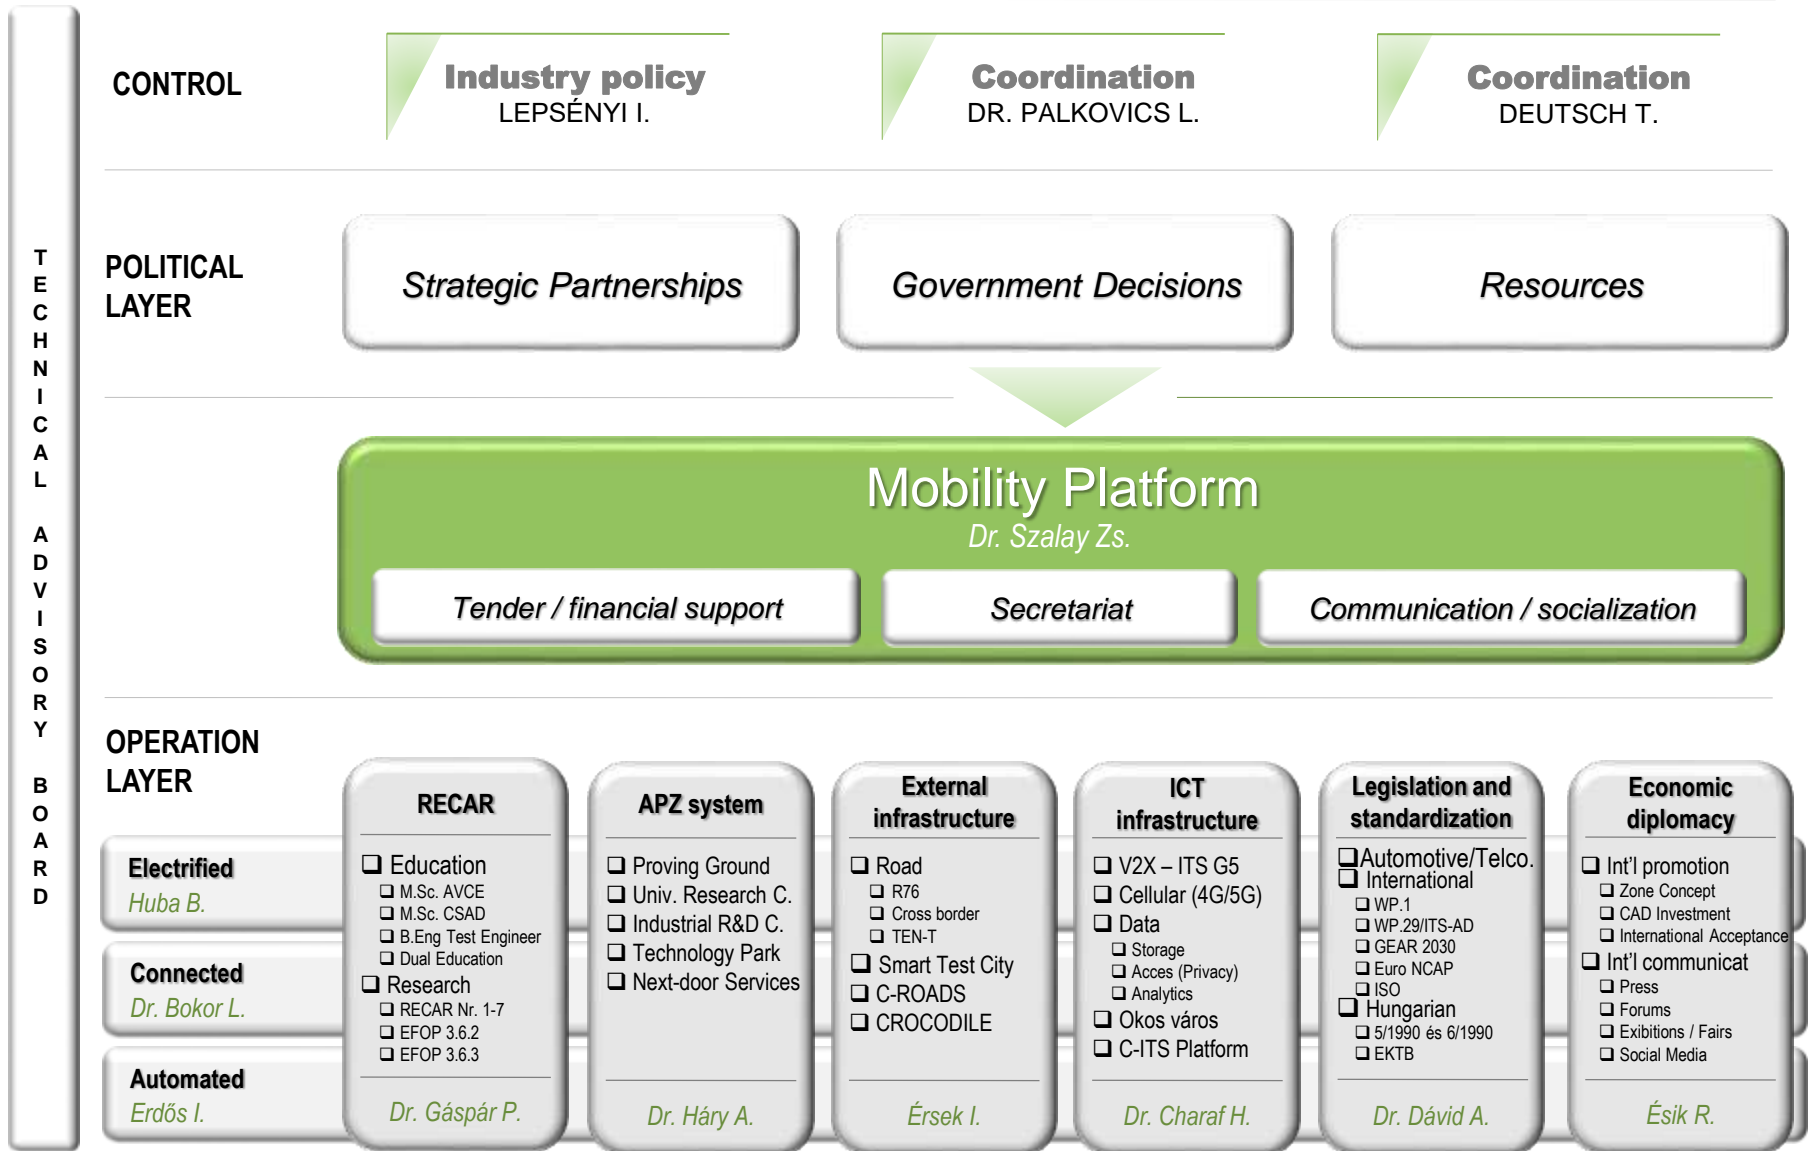 TECHNICAL ADVISORY BOARD
CONTROL
Industry policy
LEPSÉNYI I.
Coordination
DR. PALKOVICS L.
Coordination
DEUTSCH T.
POLITICAL
LAYER
Strategic Partnerships
Government Decisions
Resources
Mobility Platform
Dr. Szalay Zs.
Tender / financial support
Secretariat
Communication / socialization
OPERATION
LAYER
Electrified
Huba B.
Connected
Dr. Bokor L.
Automated
Erdős I.
RECAR
❑ Education
❑ M.Sc. AVCE
❑ M.Sc. CSAD
❑ B.Eng Test Engineer
❑ Dual Education
❑ Research
❑ RECAR Nr. 1-7
❑ EFOP 3.6.2
❑ EFOP 3.6.3
Dr. Gáspár P.
APZ system
❑ Proving Ground
❑ Univ. Research C.
❑ Industrial R&D C.
❑ Technology Park
❑ Next-door Services
Dr. Háry A.
External
infrastructure
❑ Road
❑ R76
❑ Cross border
❑ TEN-T
❑ Smart Test City
❑ C-ROADS
❑ CROCODILE
Érsek I.
ICT
infrastructure
❑ V2X – ITS G5
❑ Cellular (4G/5G)
❑ Data
❑ Storage
❑ Acces (Privacy)
❑ Analytics
❑ Okos város
❑ C-ITS Platform
Dr. Charaf H.
Legislation and
standardization
❑Automotive/Telco.
❑ International
❑ WP.1
❑ WP.29/ITS-AD
❑ GEAR 2030
❑ Euro NCAP
❑ ISO
❑ Hungarian
❑ 5/1990 és 6/1990
❑ EKTB
Dr. Dávid A.
Economic
diplomacy
❑ Int'l promotion
❑ Zone Concept
❑ CAD Investment
❑ International Acceptance
❑ Int'l communicat
❑ Press
❑ Forums
❑ Exibitions / Fairs
❑ Social Media
Ésik R.